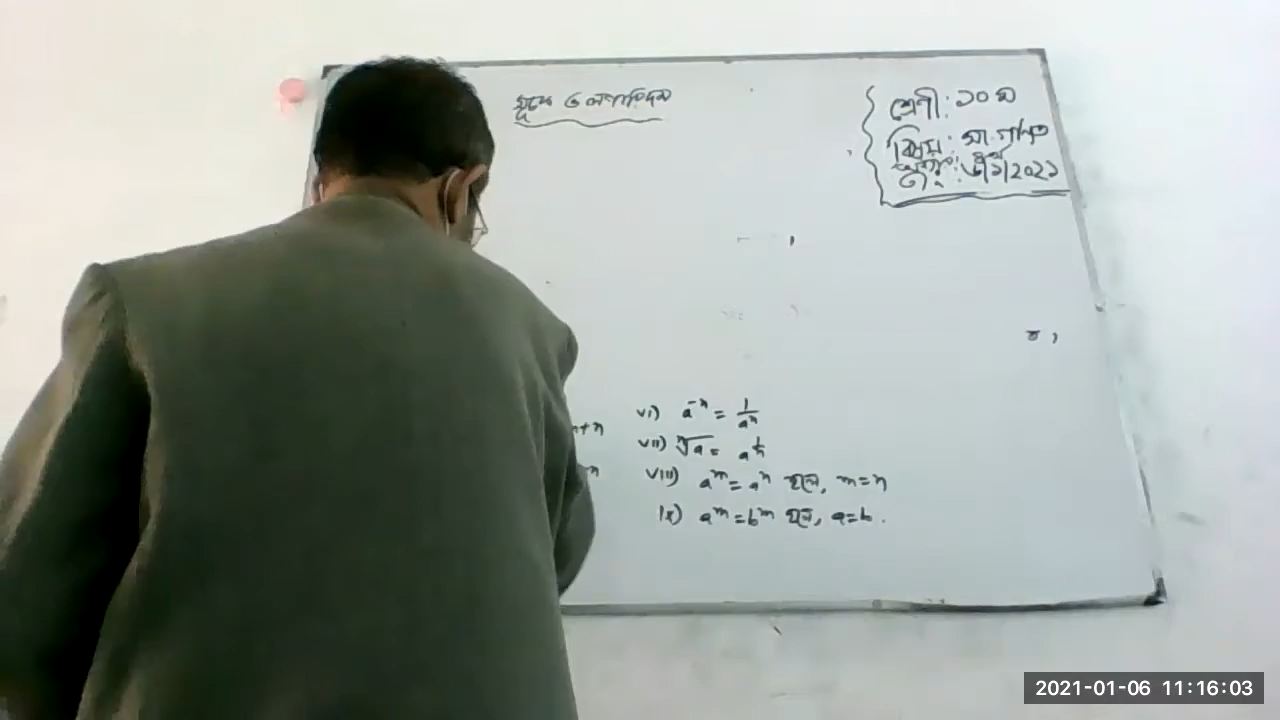 সূচক ও লগারিদম
শ্রেণী: ১০ ম
বিষয়: সা. গণিত
তাং: ৬/১/২০২১
vi) a⁻ⁿ = 1/aⁿ
vii) ⁿ√a = a^(1/n)
viii) aᵐ = aⁿ হলে, m = n
ix) aᵐ = bᵐ হলে, a = b.
2021-01-06 11:16:03